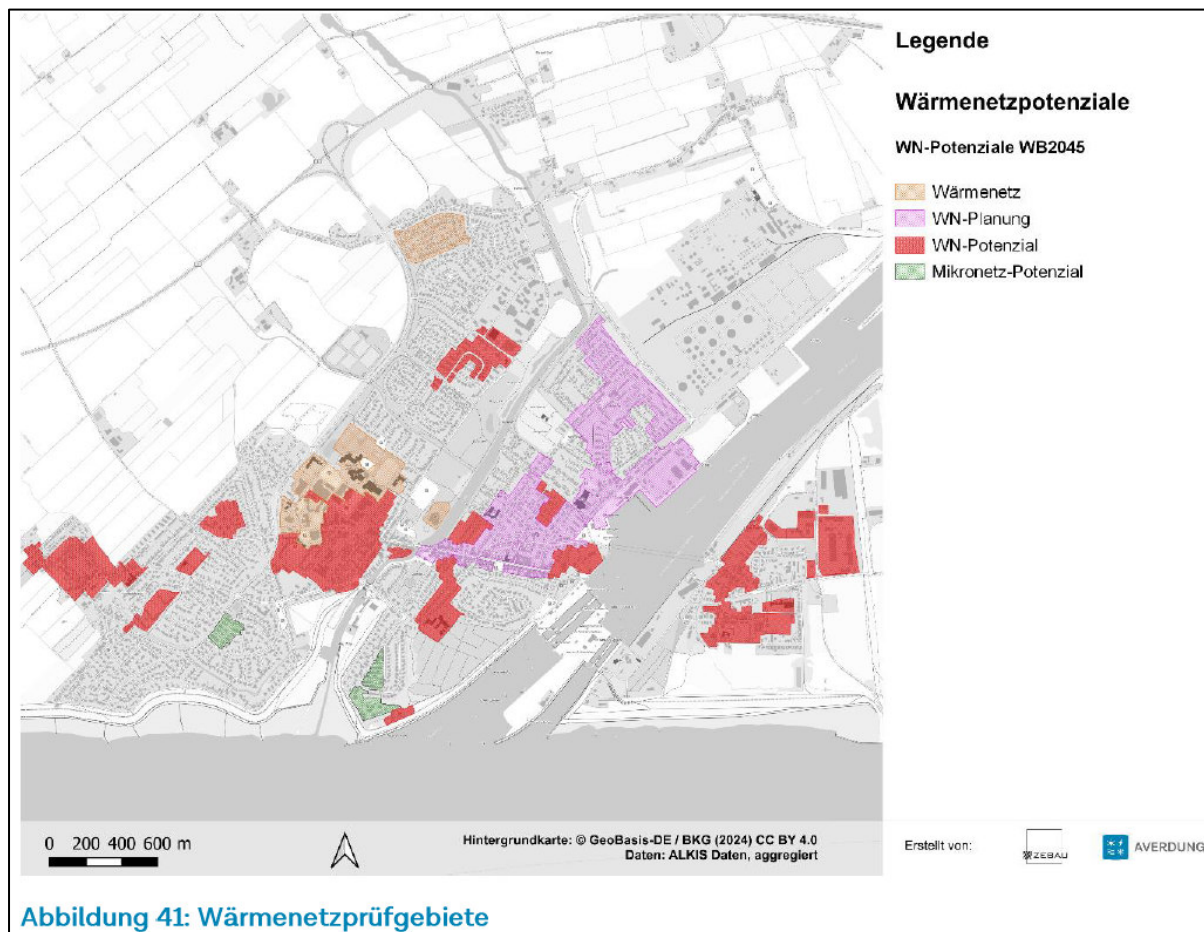 Legende
Wärmenetzpotenziale
WN-Potenziale WB2045
Wärmenetz
WN-Planung
WN-Potenzial
Mikronetz-Potenzial
0 200 400 600 m
Hintergrundkarte: © GeoBasis-DE / BKG (2024) CC BY 4.0
Daten: ALKIS Daten, aggregiert
Erstellt von:
ZEBAU
AVERDUNG
Abbildung 41: Wärmenetzprüfgebiete